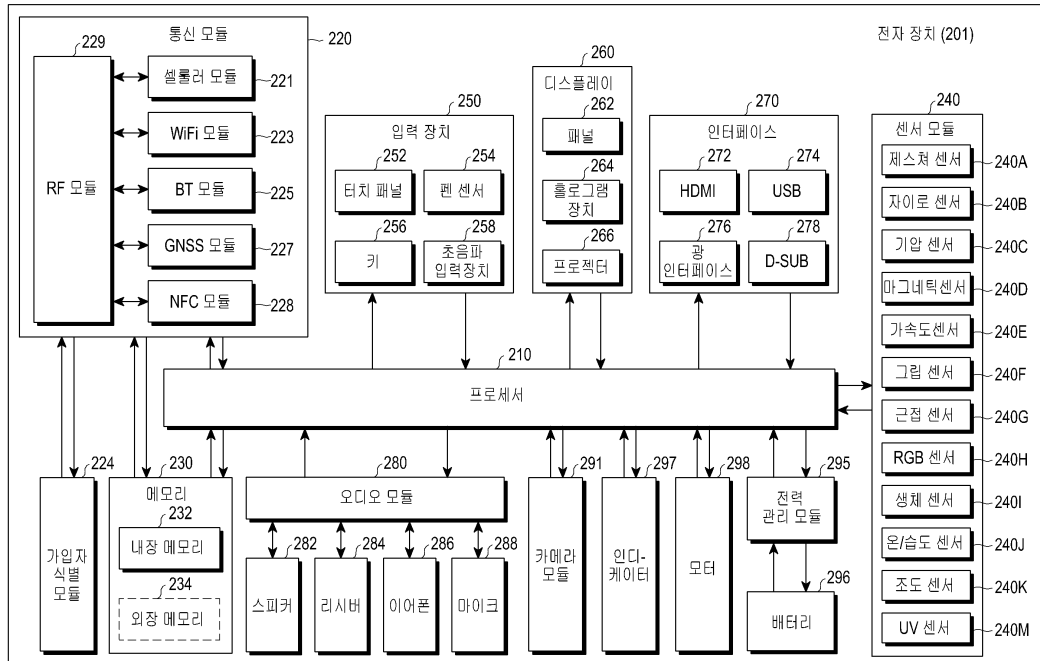 전자 장치 (201)
통신 모듈
220
229
RF 모듈
셀룰러 모듈
221
WiFi 모듈
223
BT 모듈
225
GNSS 모듈
227
NFC 모듈
228
250
입력 장치
252
터치 패널
254
펜 센서
256
키
258
초음파
입력장치
260
디스플레이
262
패널
264
홀로그램
장치
266
프로젝터
270
인터페이스
272
HDMI
274
USB
276
광
인터페이스
278
D-SUB
240
센서 모듈
제스쳐 센서
240A
자이로 센서
240B
기압 센서
240C
마그네틱센서
240D
가속도센서
240E
그립 센서
240F
근접 센서
240G
RGB 센서
240H
생체 센서
240I
온/습도 센서
240J
조도 센서
240K
UV 센서
240M
210
프로세서
224
가입자
식별
모듈
230
메모리
232
내장 메모리
234
외장 메모리
280
오디오 모듈
282
스피커
284
리시버
286
이어폰
288
마이크
291
카메라
모듈
297
인디-
케이터
298
모터
295
전력
관리 모듈
296
배터리